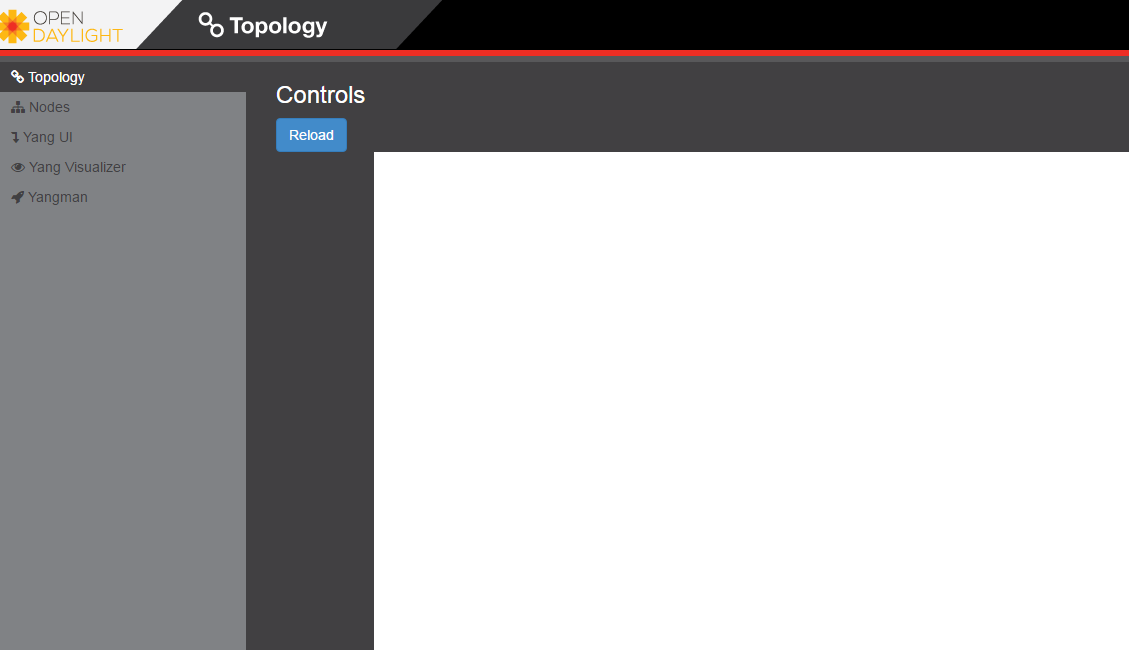 OPEN
DAYLIGHT
Topology
Topology
Nodes
Yang UI
Yang Visualizer
Yangman
Controls
Reload